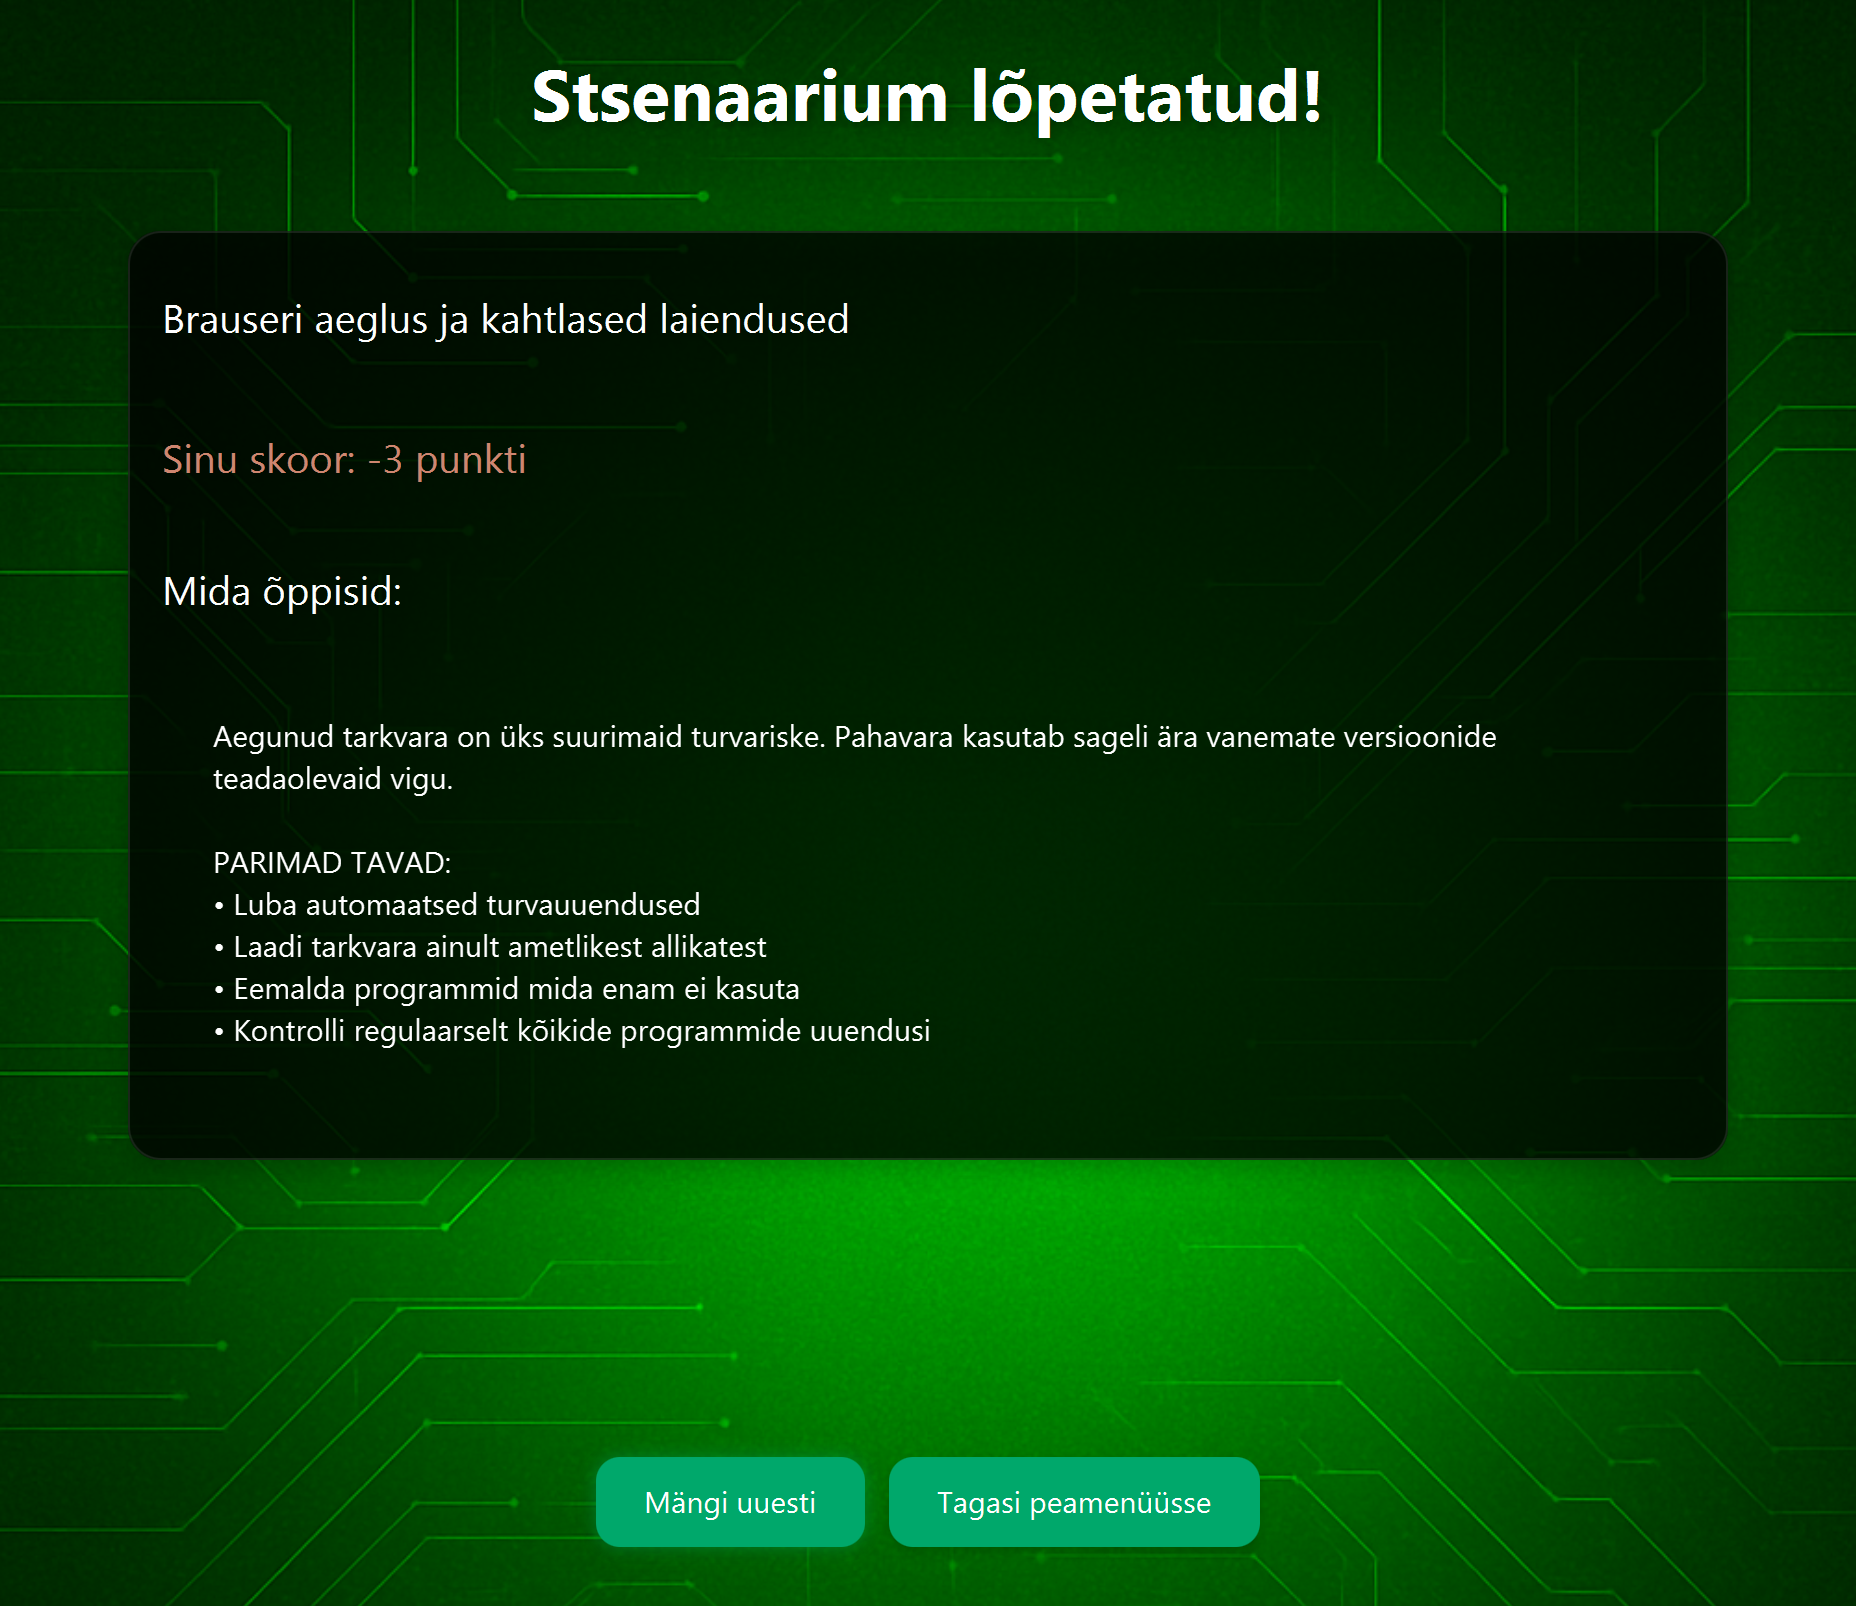 Stsenaarium lõpetatud!
Brauseri aeglus ja kahtlased laiendused
Sinu skoor: -3 punkti
Mida õppisid:
Aegunud tarkvara on üks suurimaid turvariske. Pahavara kasutab sageli ära vanemate versioonide
teadaolevaid vigu.
PARIMAD TAVAD:
• Luba automaatsed turvauuendused
• Laadi tarkvara ainult ametlikest allikatest
• Eemalda programmid mida enam ei kasuta
• Kontrolli regulaarselt kõikide programmide uuendusi
Mängi uuesti
Tagasi peamenüüsse